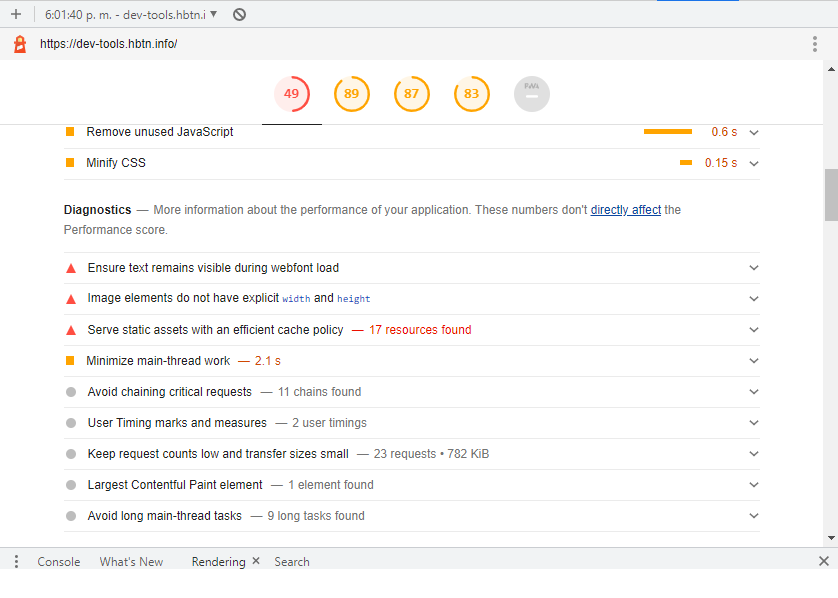 6:01:40 p. m. - dev-tools.hbtn.i
https://dev-tools.hbtn.info/
49 89 87 83 PWA
Remove unused JavaScript 0.6 s
Minify CSS 0.15 s
Diagnostics — More information about the performance of your application. These numbers don't directly affect the
Performance score.
Ensure text remains visible during webfont load
Image elements do not have explicit width and height
Serve static assets with an efficient cache policy — 17 resources found
Minimize main-thread work — 2.1 s
Avoid chaining critical requests — 11 chains found
User Timing marks and measures — 2 user timings
Keep request counts low and transfer sizes small — 23 requests • 782 KiB
Largest Contentful Paint element — 1 element found
Avoid long main-thread tasks — 9 long tasks found
Console What's New Rendering Search